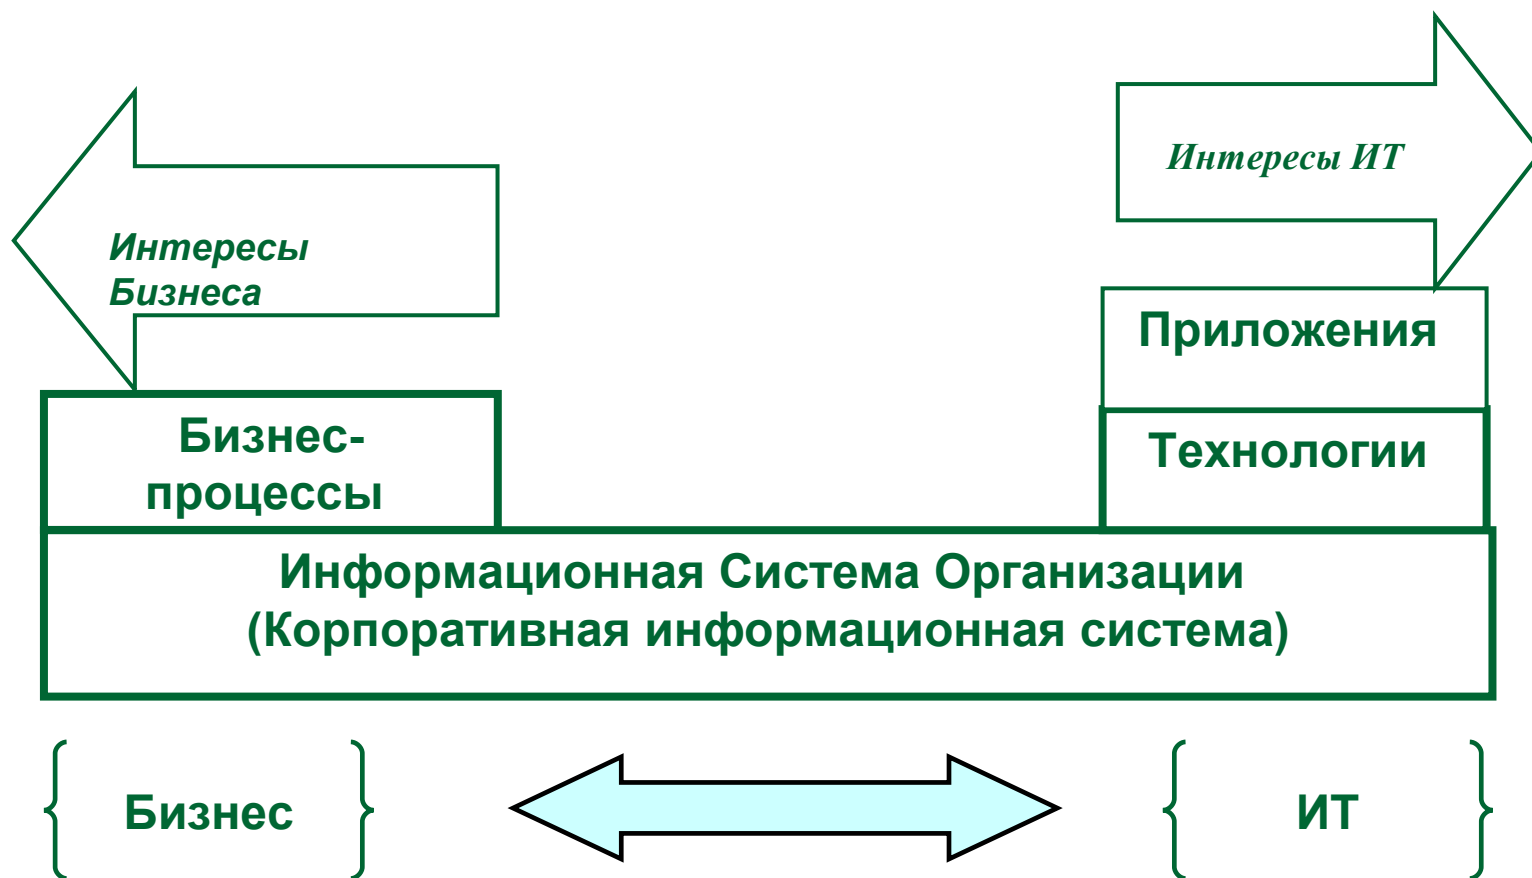 Интересы ИТ
Интересы
Бизнеса
Приложения
Бизнес-
процессы
Технологии
Информационная Система Организации
(Корпоративная информационная система)
Бизнес
ИТ